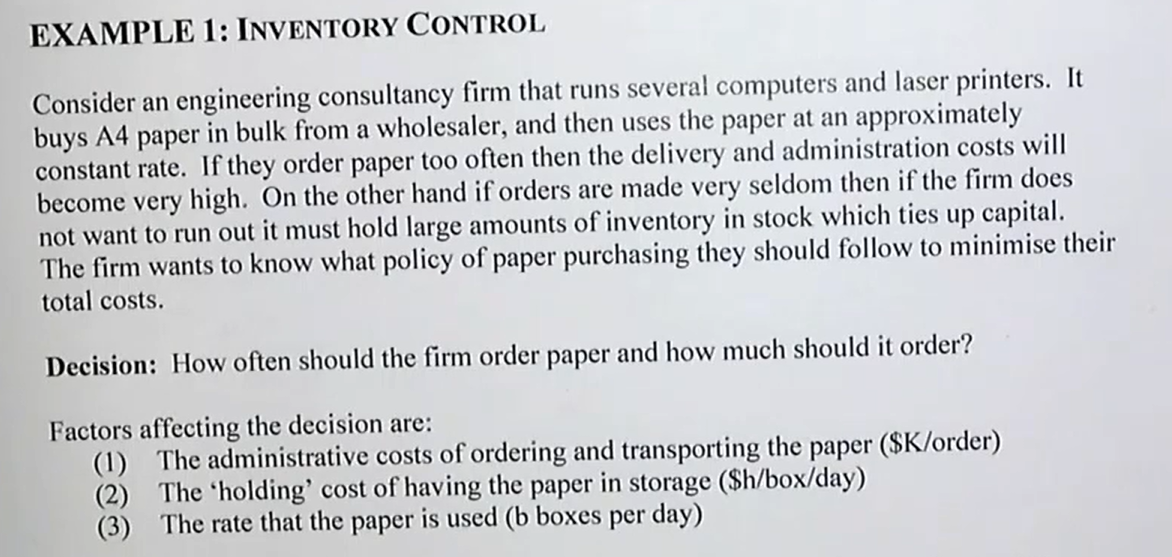 EXAMPLE 1: INVENTORY CONTROL
Consider an engineering consultancy firm that runs several computers and laser printers. It
buys A4 paper in bulk from a wholesaler, and then uses the paper at an approximately
constant rate. If they order paper too often then the delivery and administration costs will
become very high. On the other hand if orders are made very seldom then if the firm does
not want to run out it must hold large amounts of inventory in stock which ties up capital.
The firm wants to know what policy of paper purchasing they should follow to minimise their
total costs.
Decision: How often should the firm order paper and how much should it order?
Factors affecting the decision are:
(1) The administrative costs of ordering and transporting the paper ($K/order)
(2) The ‘holding’ cost of having the paper in storage ($h/box/day)
(3) The rate that the paper is used (b boxes per day)